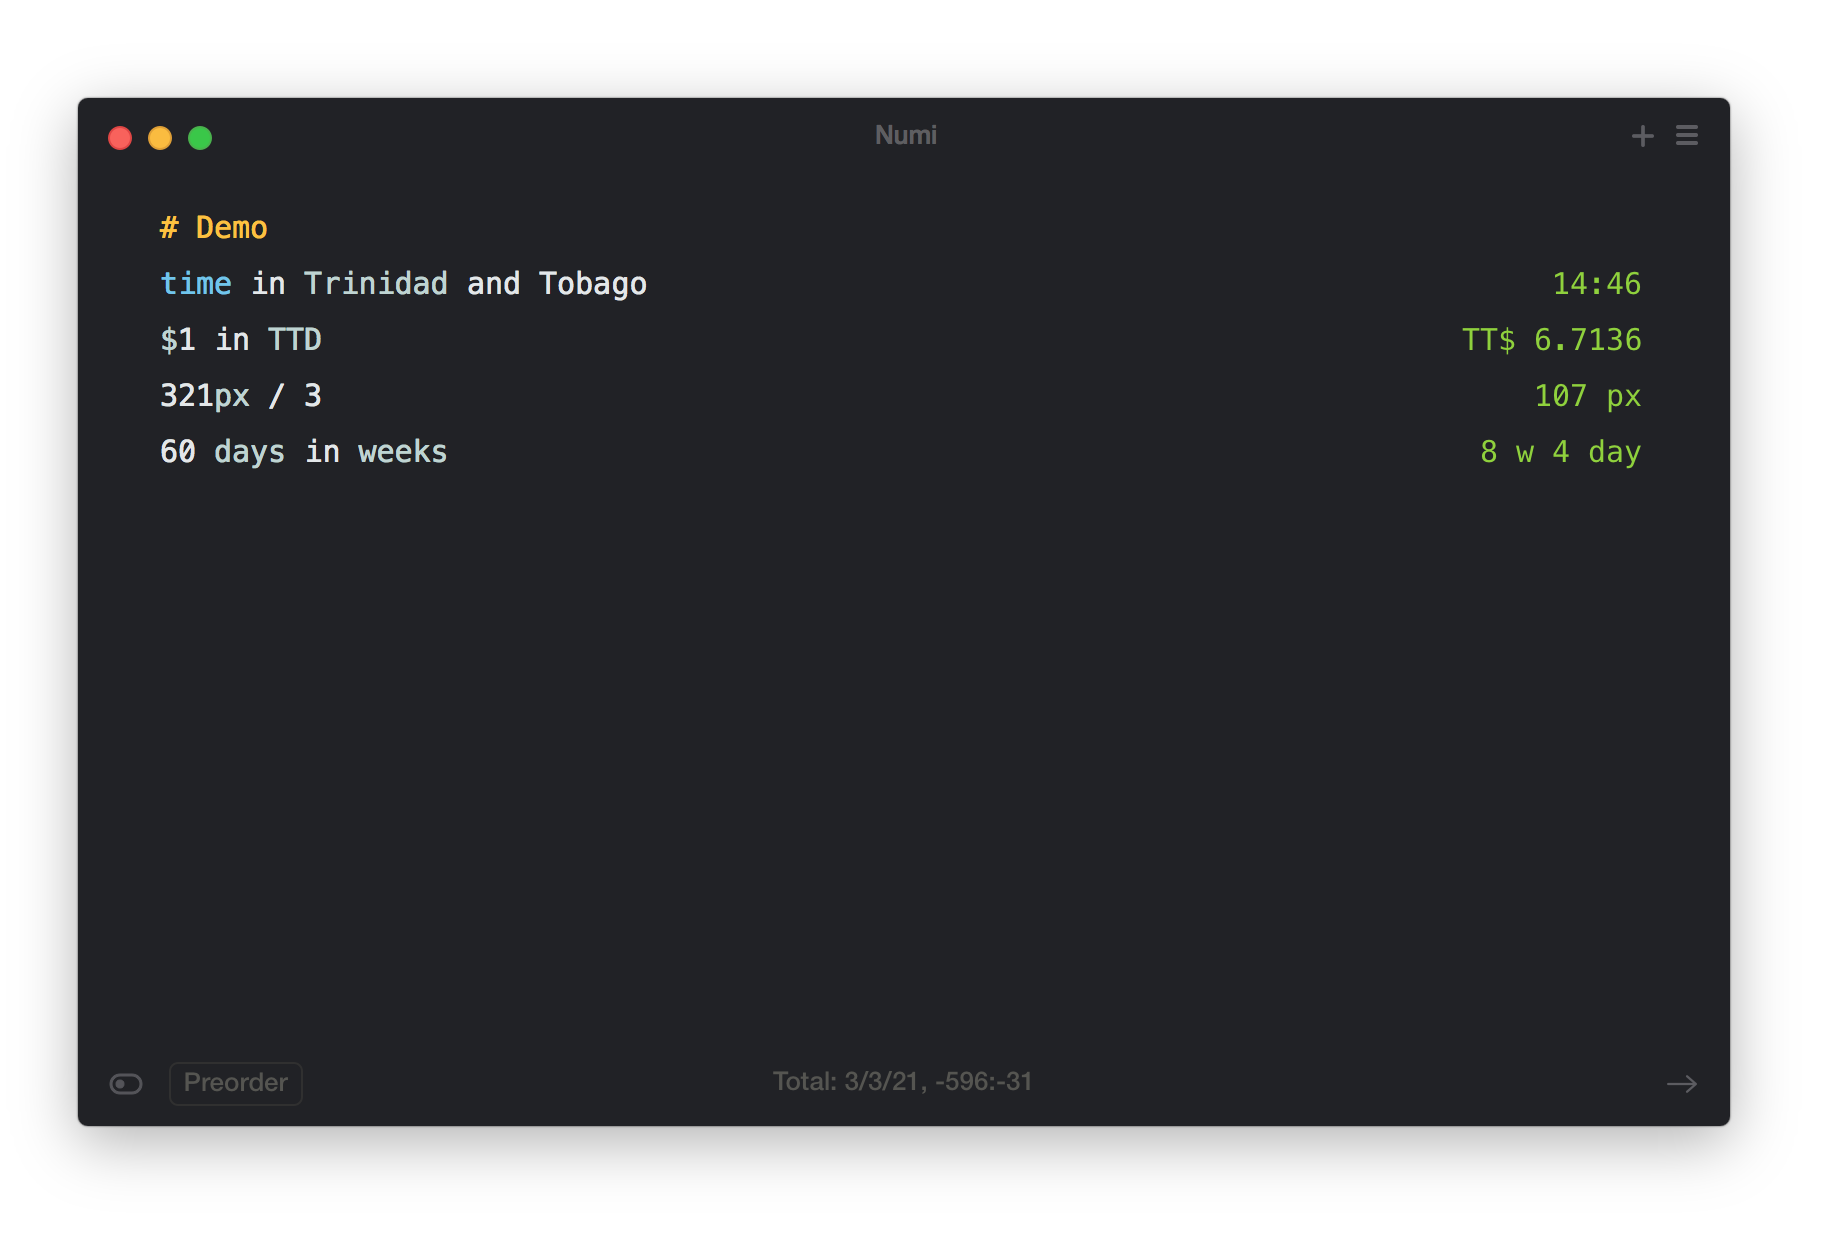 Numi
# Demo
time in Trinidad and Tobago 14:46
$1 in TTD TT$ 6.7136
321px / 3 107 px
60 days in weeks 8 w 4 day
Preorder Total: 3/3/21, -596:-31